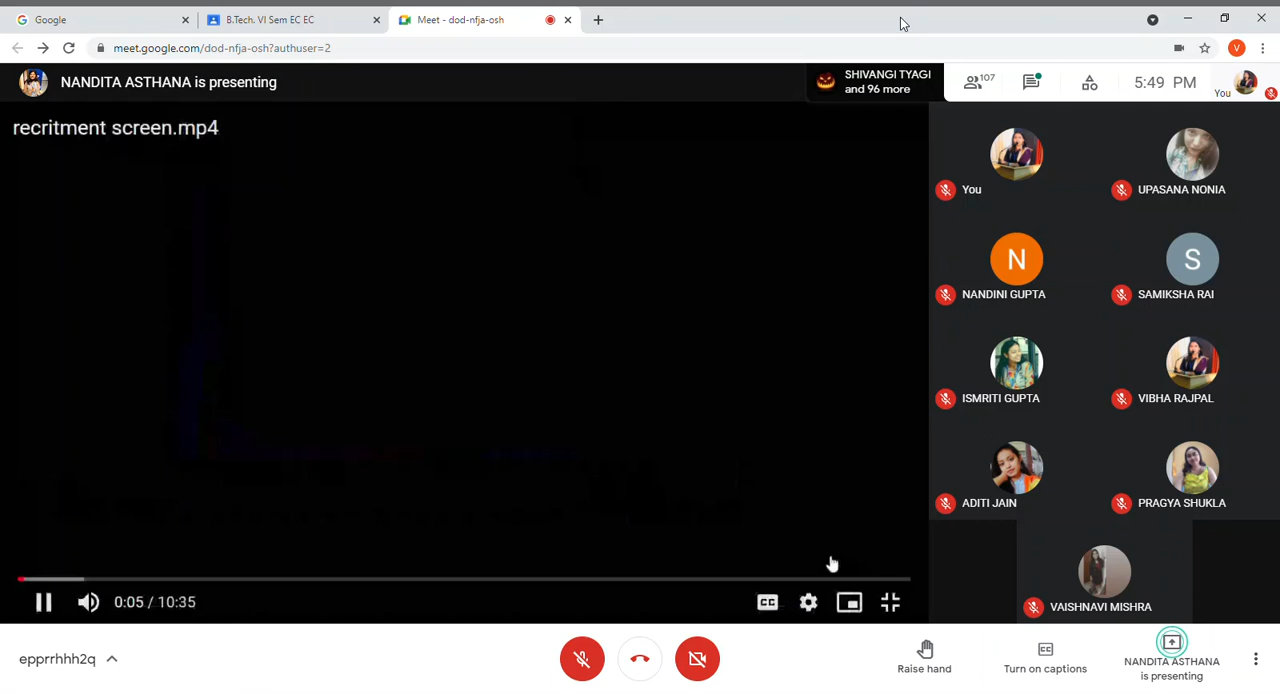 Google
B.Tech. VI Sem EC EC
Meet - dod-nfja-osh
meet.google.com/dod-nfja-osh?authuser=2
V
NANDITA ASTHANA is presenting
SHIVANGI TYAGI
and 96 more
107
5:49 PM
You
recritment screen.mp4
You
UPASANA NONIA
N
S
NANDINI GUPTA
SAMIKSHA RAI
ISMRITI GUPTA
VIBHA RAJPAL
ADITI JAIN
PRAGYA SHUKLA
VAISHNAVI MISHRA
0:05 / 10:35
CC
epprrhhh2q
Raise hand
CC
Turn on captions
NANDITA ASTHANA
is presenting